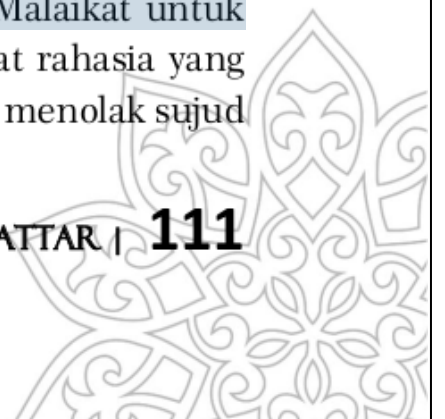 Malaikat untuk
at rahasia yang
menolak sujud
ATTAR | 111